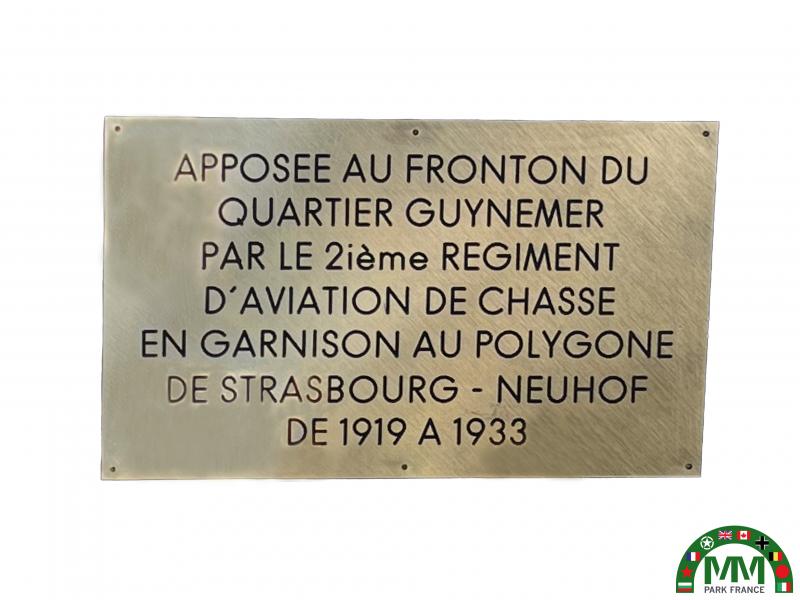 APPOSEE AU FRONTON DU
QUARTIER GUYNEMER
PAR LE 2ième REGIMENT
D´AVIATION DE CHASSE
EN GARNISON AU POLYGONE
DE STRASBOURG - NEUHOF
DE 1919 A 1933
MM
PARK FRANCE